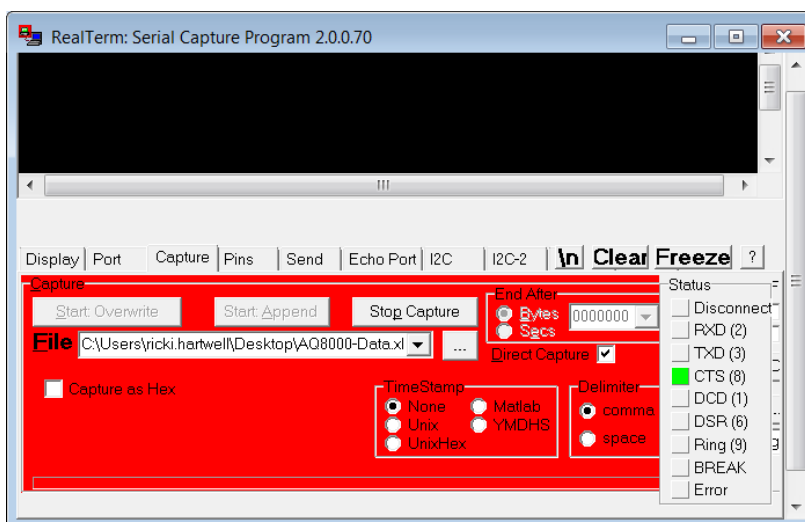 RealTerm: Serial Capture Program 2.0.0.70
Display Port Capture Pins Send Echo Port I2C I2C-2 \n Clear Freeze ?
Capture
Start: Overwrite Start: Append Stop Capture
End After
Bytes 0000000
Secs
File C:\Users\ricki.hartwell\Desktop\AQ8000-Data.xl ...
Direct Capture
Capture as Hex
TimeStamp
None Matlab
Unix YMDHS
UnixHex
Delimiter
comma
space
Status
Disconnect
RXD (2)
TXD (3)
CTS (8)
DCD (1)
DSR (6)
Ring (9)
BREAK
Error